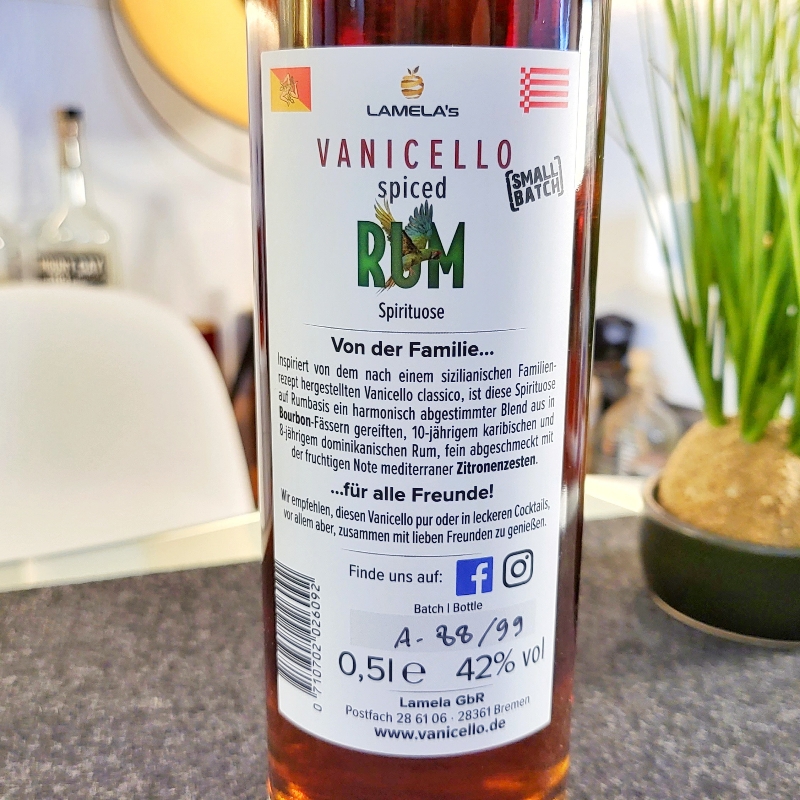 LAMELA's
VANICELLO
spiced
SMALL
BATCH
RUM
Spirituose
Von der Familie...
Inspiriert von dem nach einem sizilianischen Familien-
rezept hergestellten Vanicello classico, ist diese Spirituose
auf Rumbasis ein harmonisch abgestimmter Blend aus in
Bourbon-Fässern gereiften, 10-jährigem karibischen und
8-jährigem dominikanischen Rum, fein abgeschmeckt mit
der fruchtigen Note mediterraner Zitronenzesten.
...für alle Freunde!
Wir empfehlen, diesen Vanicello pur oder in leckeren Cocktails,
vor allem aber, zusammen mit lieben Freunden zu genießen.
Finde uns auf:
Batch | Bottle
A- 88/99
0,5l e 42% vol
0 710702 026092
Lamela GbR
Postfach 28 61 06 · 28361 Bremen
www.vanicello.de